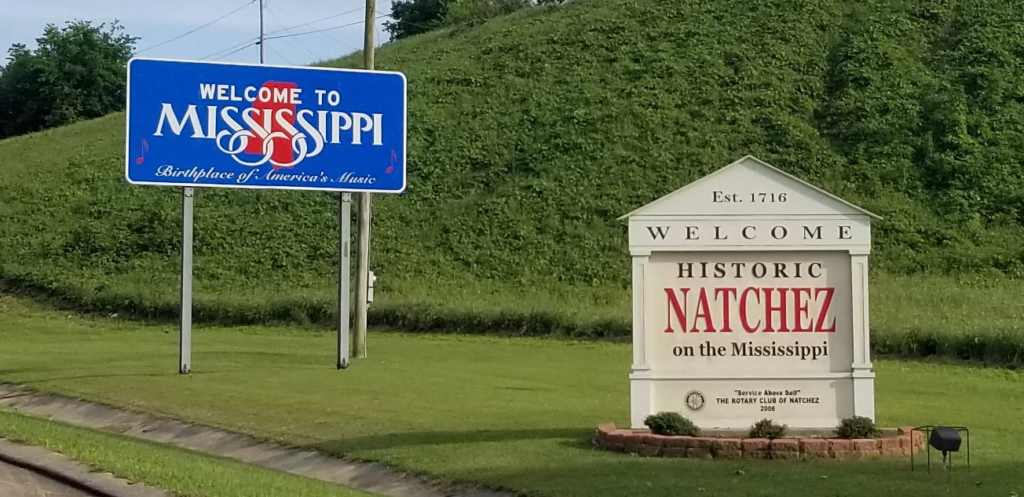 WELCOME TO
MISSISSIPPI
Birthplace of America's Music
Est. 1716
WELCOME
HISTORIC
NATCHEZ
on the Mississippi
"Service Above Self"
THE ROTARY CLUB OF NATCHEZ
2006